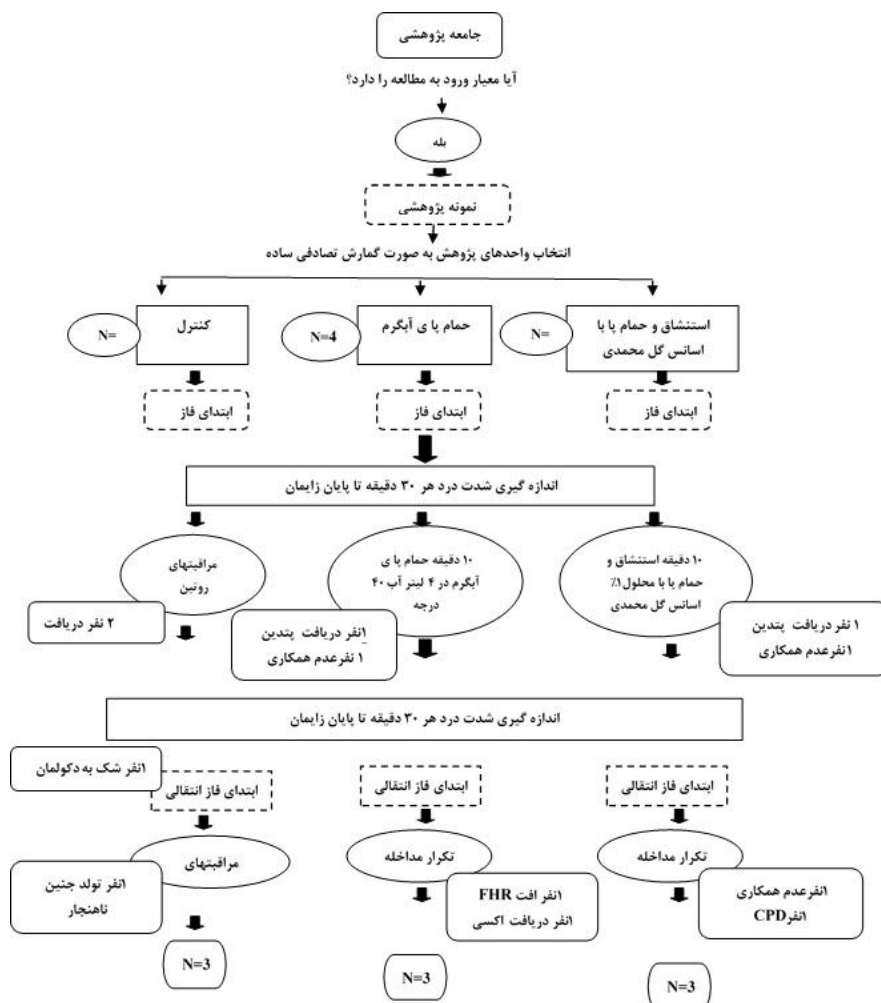 جامعه پژوهشی
آیا معیار ورود به مطالعه را دارد؟
بله
نمونه پژوهشی
انتخاب واحدهای پژوهش به صورت گمارش تصادفی ساده
استنشاق و حمام پا با
اسانس گل محمدی
N=
حمام پا ی آبگرم
N=4
کنترل
N=
ابتدای فاز
ابتدای فاز
ابتدای فاز
اندازه گیری شدت درد هر ۳۰ دقیقه تا پایان زایمان
۱۰ دقیقه استنشاق و
حمام پا با محلول ۱٪
اسانس گل محمدی
۱ نفر دریافت پتدین
۱نفرعدم همکاری
۱۰ دقیقه حمام پا ی
آبگرم در ۴ لیتر آب ۴۰
درجه
۱نفر دریافت پتدین
۱ نفرعدم همکاری
مراقبتهای
روتین
۲ نفر دریافت
اندازه گیری شدت درد هر ۳۰ دقیقه تا پایان زایمان
ابتدای فاز انتقالی
ابتدای فاز انتقالی
ابتدای فاز انتقالی
۱نفر شک به دکولمان
تکرار مداخله
تکرار مداخله
مراقبتهای
۱نفرعدم همکاری
۱نفرCPD
۱نفر افت FHR
۱نفر دریافت اکسی
۱نفر تولد جنین
ناهنجار
N=3
N=3
N=3